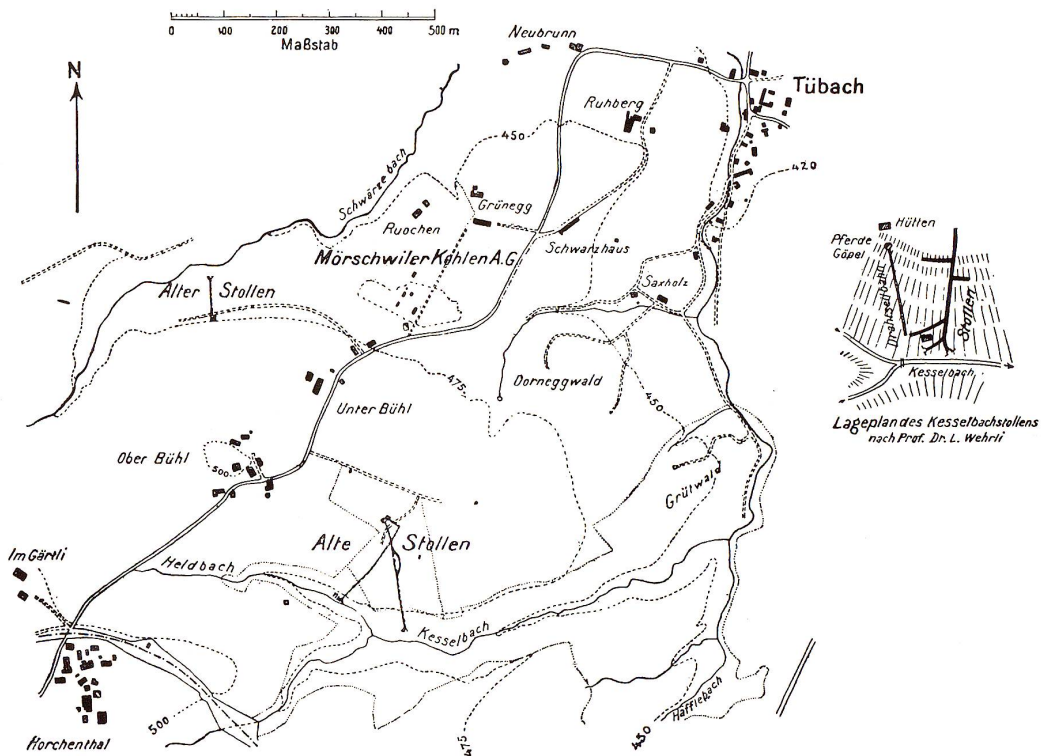 0 100 200 300 400 500 m
Maßstab
N
Neubrunn
Tübach
Ruhberg
450
420
Schwärzebach
Grünegg
Ruochen
Schwarzhaus
Mörschwiler Kohlen A.G.
Saxholz
Alter Stollen
Dorneggwald
475
Unter Bühl
450
Ober Bühl
500
Grütwald
Alte Stollen
Im Gärtli
Heldbach
Kesselbach
Hafflebach
500
475
450
Horchenthal
Hütten
Pferde
Göpel
Drahtseilbahn
Stollen
Kesselbach
Lageplan des Kesselbachstollens
nach Prof. Dr. L. Wehrli